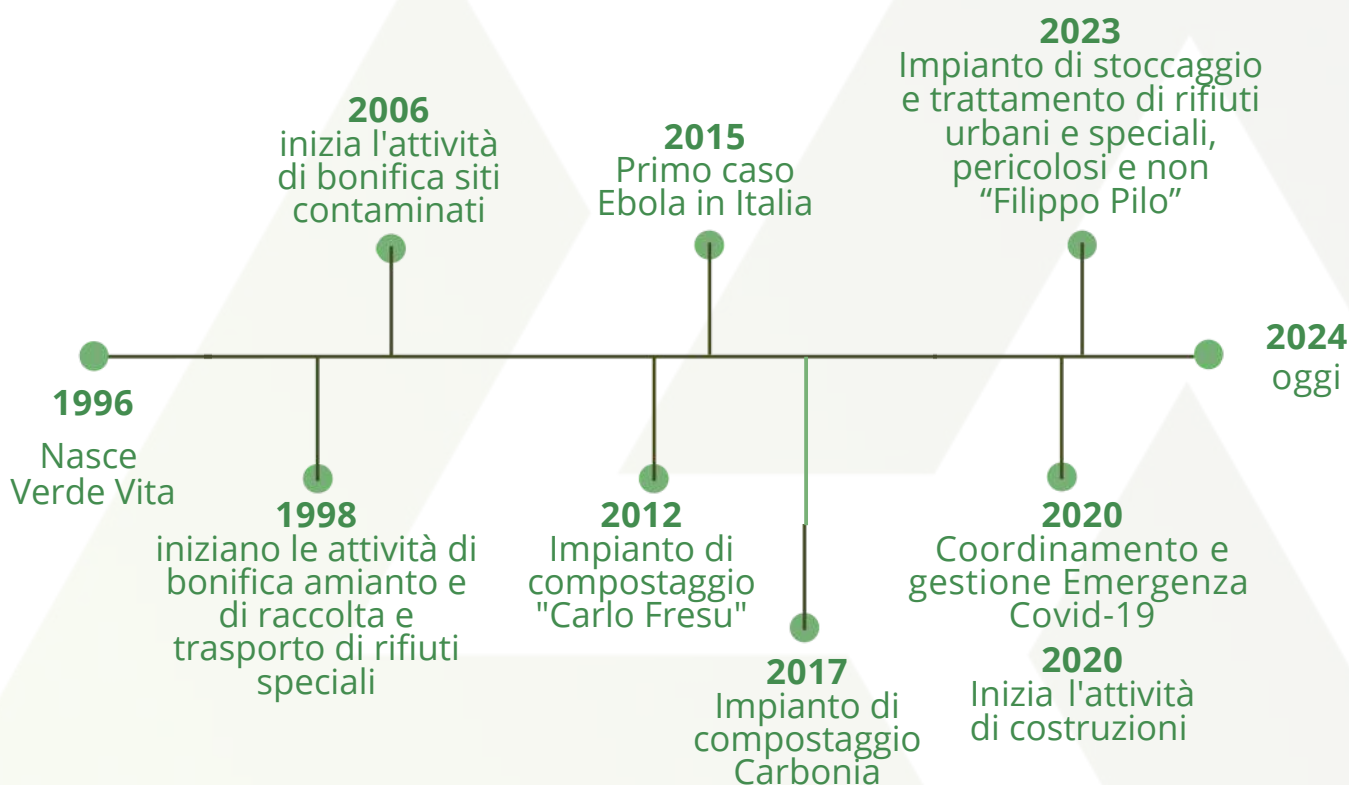 1996
Nasce
Verde Vita
1998
iniziano le attività di
bonifica amianto e
di raccolta e
trasporto di rifiuti
speciali
2006
inizia l'attività
di bonifica siti
contaminati
2012
Impianto di
compostaggio
"Carlo Fresu"
2015
Primo caso
Ebola in Italia
2017
Impianto di
compostaggio
Carbonia
2020
Coordinamento e
gestione Emergenza
Covid-19
2020
Inizia l'attività
di costruzioni
2023
Impianto di stoccaggio
e trattamento di rifiuti
urbani e speciali,
pericolosi e non
“Filippo Pilo”
2024
oggi